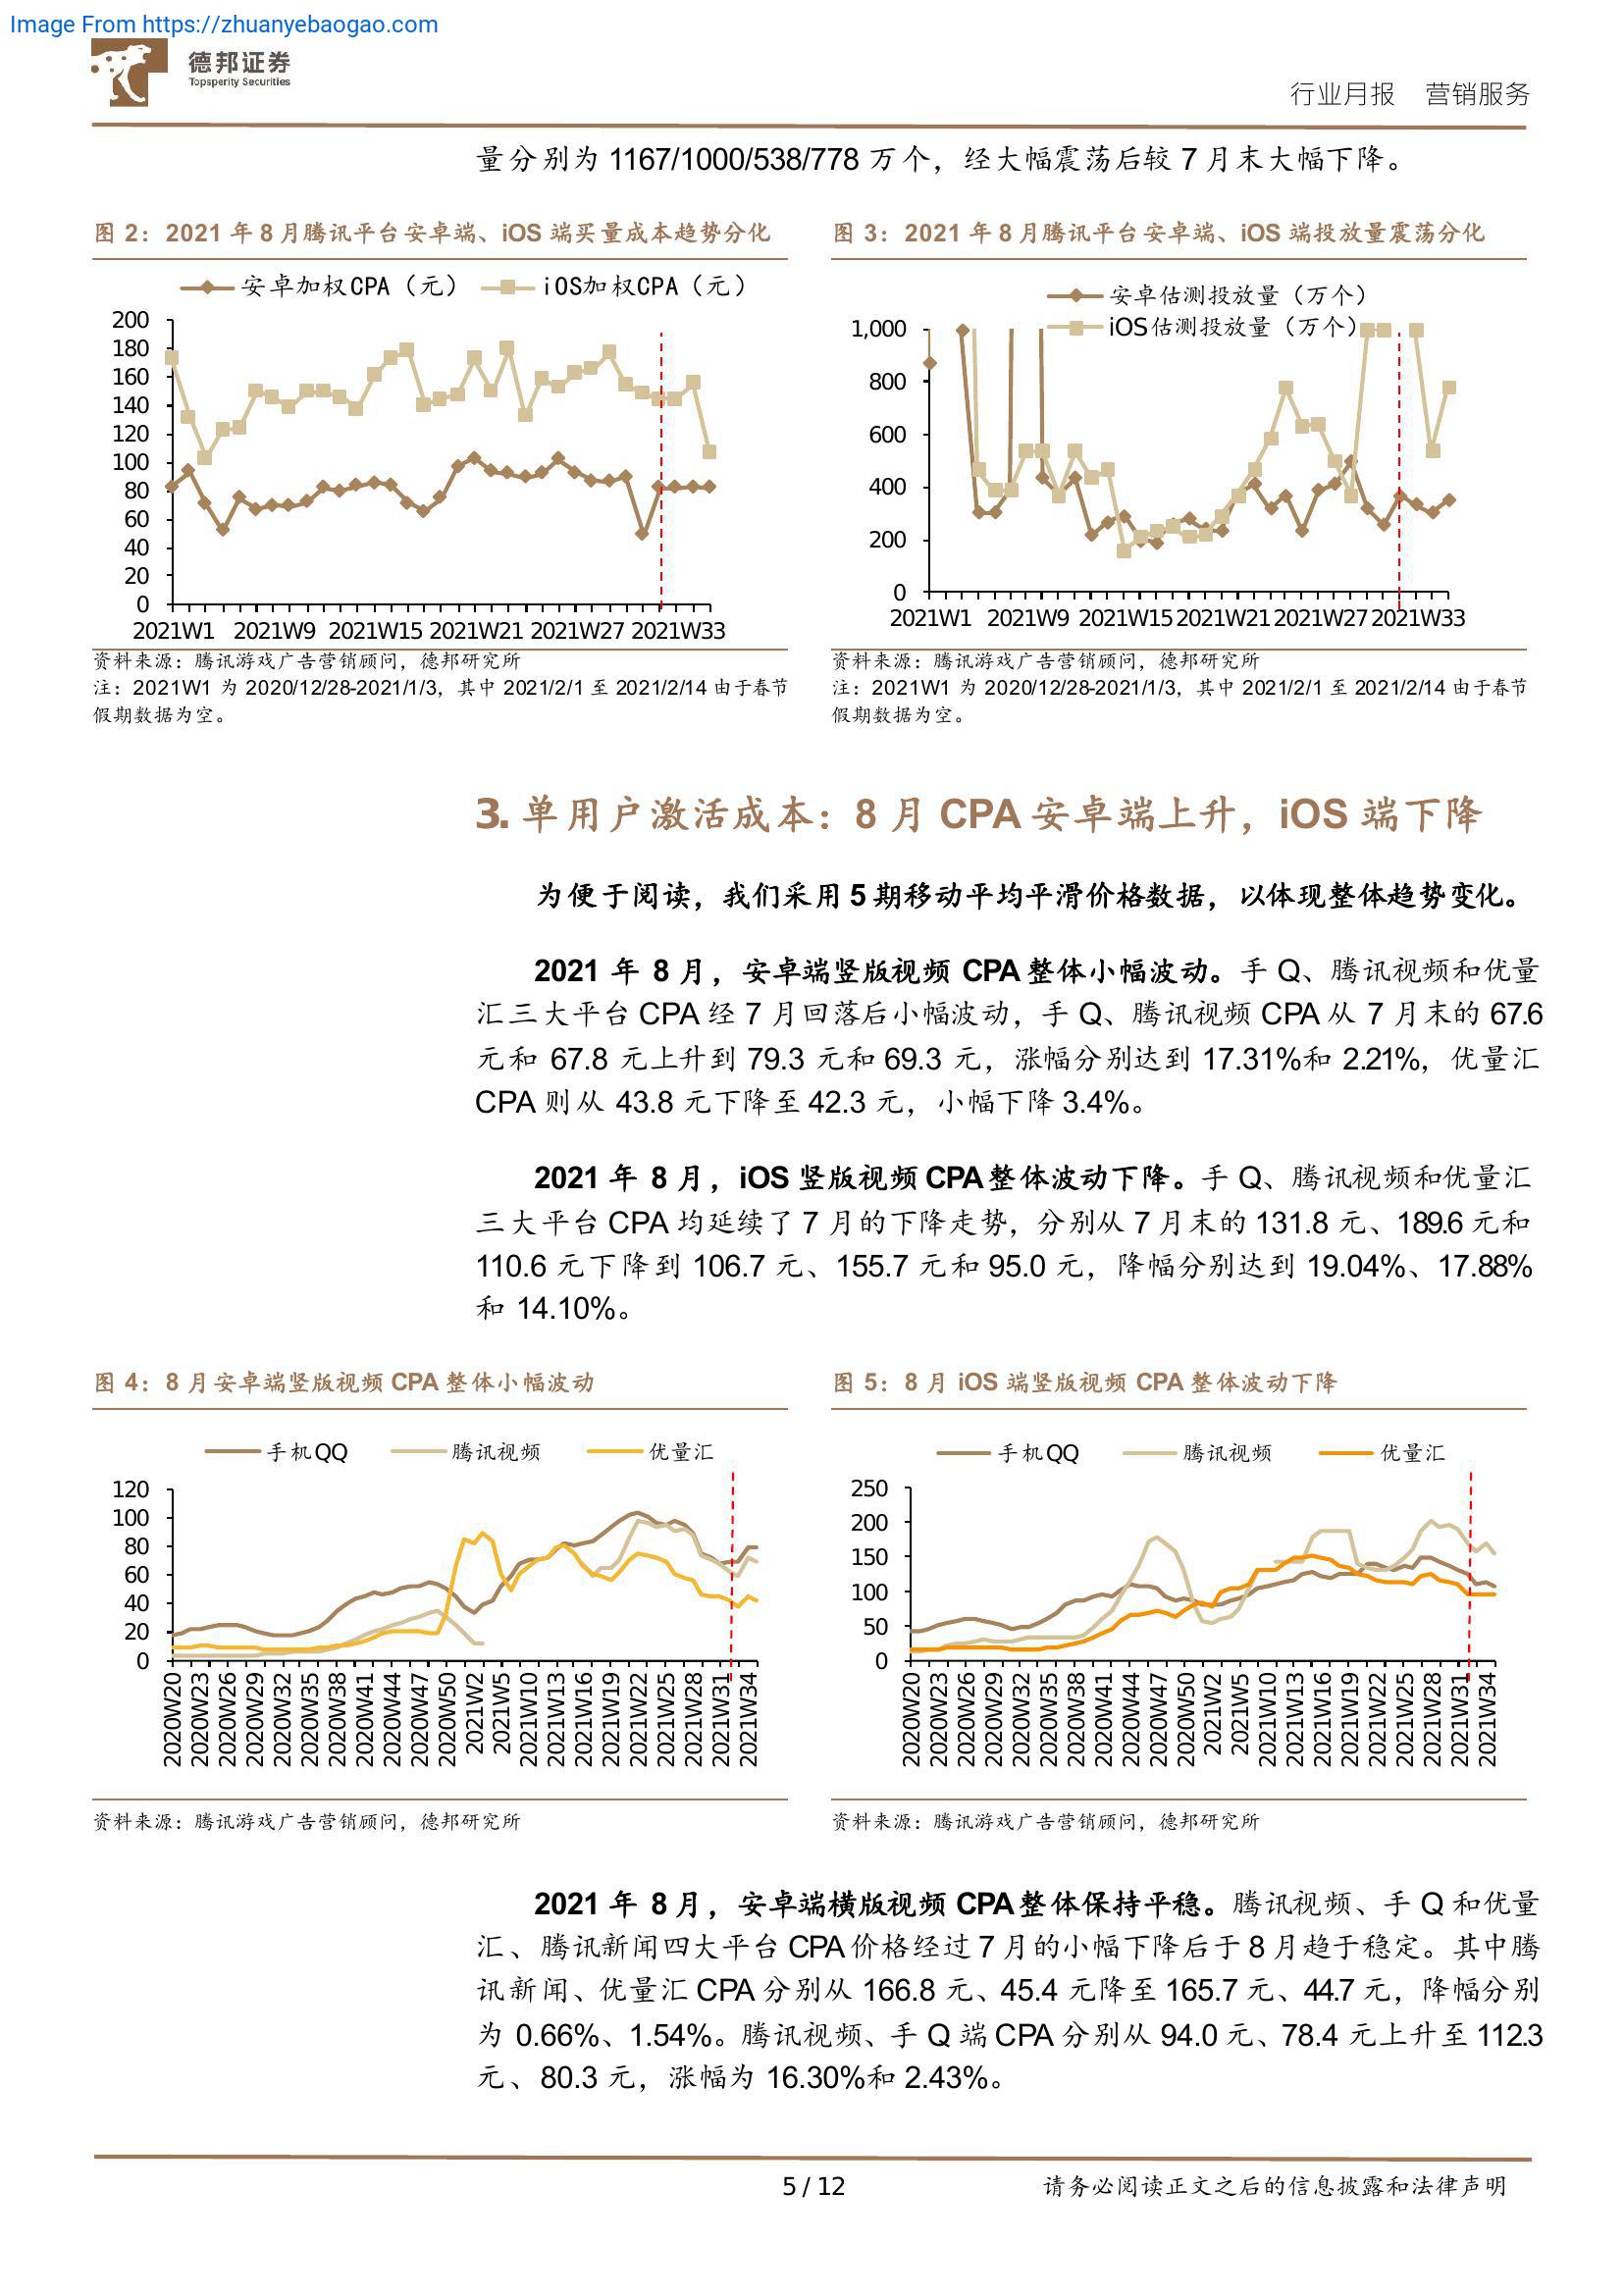 Image From https://zhuanyebaogao.com
德邦证券
Topsperity Securities
行业月报 营销服务
量分别为 1167/1000/538/778 万个，经大幅震荡后较 7 月末大幅下降。
图 2：2021 年 8 月腾讯平台安卓端、iOS 端买量成本趋势分化
安卓加权CPA（元） iOS加权CPA（元）
200
180
160
140
120
100
80
60
40
20
0
2021W1 2021W9 2021W15 2021W21 2021W27 2021W33
资料来源：腾讯游戏广告营销顾问，德邦研究所
注：2021W1 为 2020/12/28-2021/1/3，其中 2021/2/1 至 2021/2/14 由于春节
假期数据为空。
图 3：2021 年 8 月腾讯平台安卓端、iOS 端投放量震荡分化
安卓估测投放量（万个）
iOS估测投放量（万个）
1,000
800
600
400
200
0
2021W1 2021W9 2021W15 2021W21 2021W27 2021W33
资料来源：腾讯游戏广告营销顾问，德邦研究所
注：2021W1 为 2020/12/28-2021/1/3，其中 2021/2/1 至 2021/2/14 由于春节
假期数据为空。
3. 单用户激活成本：8 月 CPA 安卓端上升，iOS 端下降
为便于阅读，我们采用 5 期移动平均平滑价格数据，以体现整体趋势变化。
2021 年 8 月，安卓端竖版视频 CPA 整体小幅波动。手 Q、腾讯视频和优量
汇三大平台 CPA 经 7 月回落后小幅波动，手 Q、腾讯视频 CPA 从 7 月末的 67.6
元和 67.8 元上升到 79.3 元和 69.3 元，涨幅分别达到 17.31%和 2.21%，优量汇
CPA 则从 43.8 元下降至 42.3 元，小幅下降 3.4%。
2021 年 8 月，iOS 竖版视频 CPA 整体波动下降。手 Q、腾讯视频和优量汇
三大平台 CPA 均延续了 7 月的下降走势，分别从 7 月末的 131.8 元、189.6 元和
110.6 元下降到 106.7 元、155.7 元和 95.0 元，降幅分别达到 19.04%、17.88%
和 14.10%。
图 4：8 月安卓端竖版视频 CPA 整体小幅波动
手机QQ 腾讯视频 优量汇
120
100
80
60
40
20
0
2020W20 2020W23 2020W26 2020W29 2020W32 2020W35 2020W38 2020W41 2020W44 2020W47 2020W50 2021W2 2021W5 2021W10 2021W13 2021W16 2021W19 2021W22 2021W25 2021W28 2021W31 2021W34
资料来源：腾讯游戏广告营销顾问，德邦研究所
图 5：8 月 iOS 端竖版视频 CPA 整体波动下降
手机QQ 腾讯视频 优量汇
250
200
150
100
50
0
2020W20 2020W23 2020W26 2020W29 2020W32 2020W35 2020W38 2020W41 2020W44 2020W47 2020W50 2021W2 2021W5 2021W10 2021W13 2021W16 2021W19 2021W22 2021W25 2021W28 2021W31 2021W34
资料来源：腾讯游戏广告营销顾问，德邦研究所
2021 年 8 月，安卓端横版视频 CPA 整体保持平稳。腾讯视频、手 Q 和优量
汇、腾讯新闻四大平台 CPA 价格经过 7 月的小幅下降后于 8 月趋于稳定。其中腾
讯新闻、优量汇 CPA 分别从 166.8 元、45.4 元降至 165.7 元、44.7 元，降幅分别
为 0.66%、1.54%。腾讯视频、手 Q 端 CPA 分别从 94.0 元、78.4 元上升至 112.3
元、80.3 元，涨幅为 16.30%和 2.43%。
5 / 12
请务必阅读正文之后的信息披露和法律声明